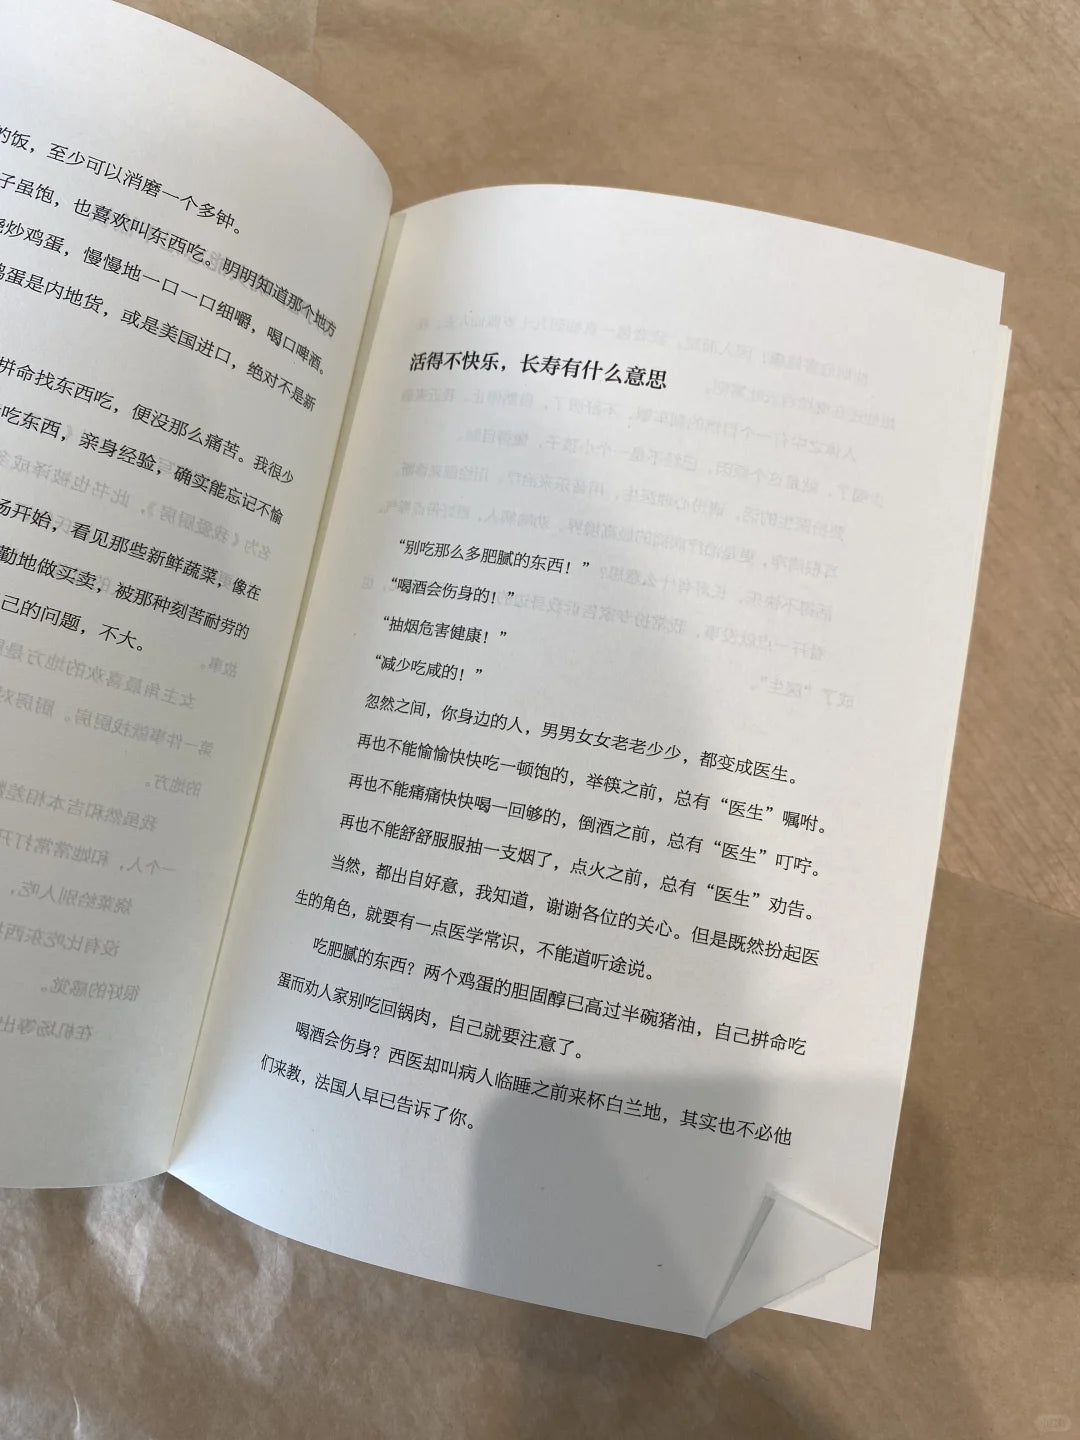 的饭，至少可以消磨一个多钟。
子虽饱，也喜欢叫东西吃。明明知道那个地方
炒鸡蛋，慢慢地一口一口细嚼，喝口啤酒。
鸡蛋是内地货，或是美国进口，绝对不是新
拼命找东西吃，便没那么痛苦。我很少
吃东西，亲身经验，确实能忘记不愉
场开始，看见那些新鲜蔬菜，像在
勤地做买卖，被那种刻苦耐劳的
己的问题，不大。
活得不快乐，长寿有什么意思
“别吃那么多肥腻的东西！”
“喝酒会伤身的！”
“抽烟危害健康！”
“减少吃咸的！”
忽然之间，你身边的人，男男女女老老少少，都变成医生。
再也不能愉愉快快吃一顿饱的，举筷之前，总有“医生”嘱咐。
再也不能痛痛快快喝一回够的，倒酒之前，总有“医生”叮咛。
再也不能舒舒服服抽一支烟了，点火之前，总有“医生”劝告。
当然，都出自好意，我知道，谢谢各位的关心。但是既然扮起医
生的角色，就要有一点医学常识，不能道听途说。
吃肥腻的东西？两个鸡蛋的胆固醇已高过半碗猪油，自己拼命吃
蛋而劝人家别吃回锅肉，自己就要注意了。
喝酒会伤身？西医却叫病人临睡之前来杯白兰地，其实也不必他
们来教，法国人早已告诉了你。